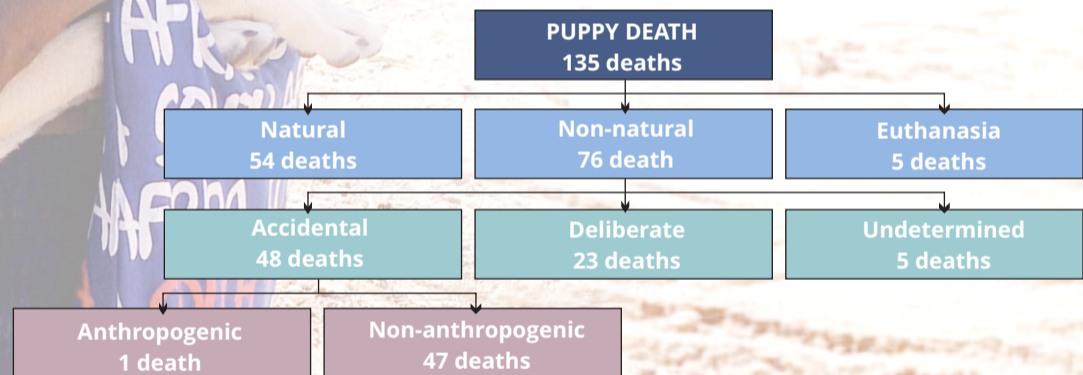 PUPPY DEATH
135 deaths
Natural
54 deaths
Non-natural
76 death
Euthanasia
5 deaths
Accidental
48 deaths
Deliberate
23 deaths
Undetermined
5 deaths
Anthropogenic
1 death
Non-anthropogenic
47 deaths